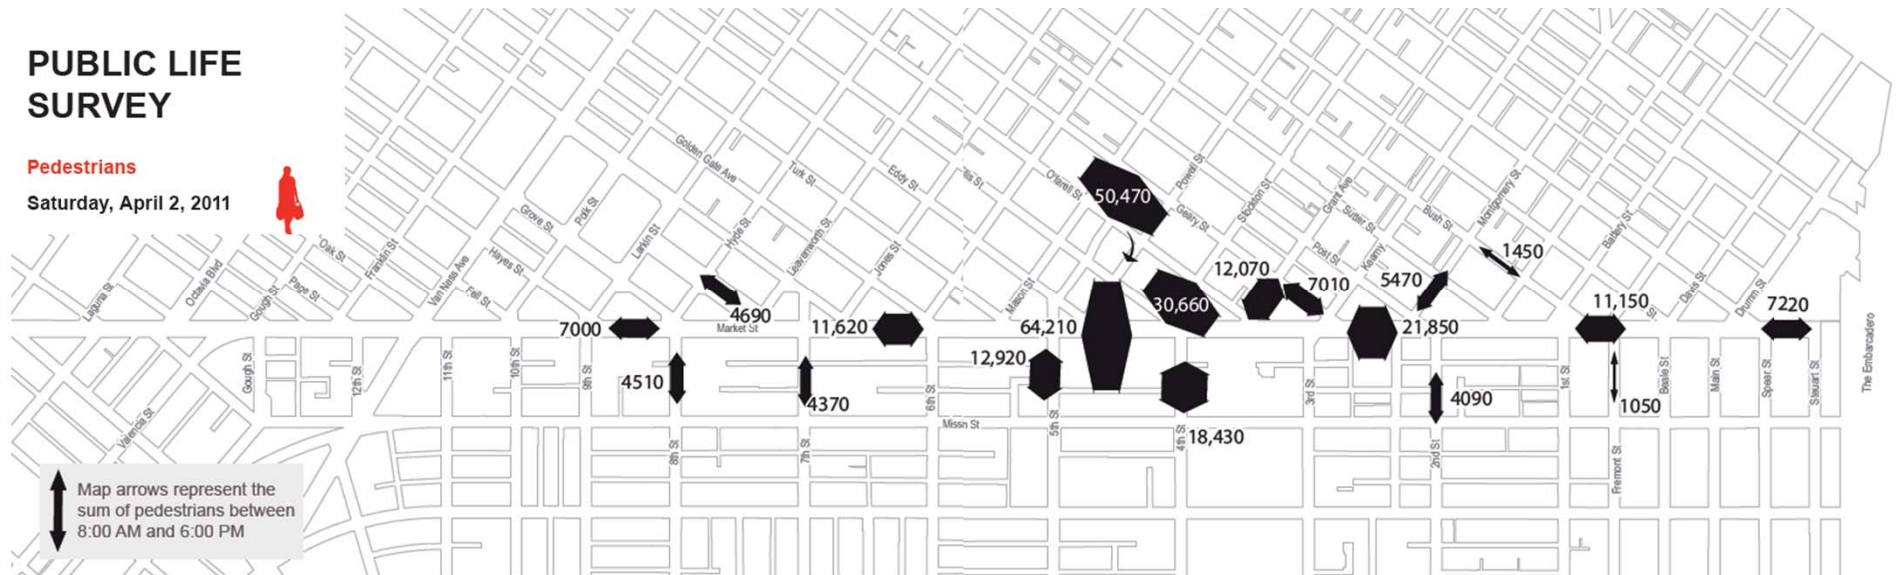 PUBLIC LIFE
SURVEY
Pedestrians
Saturday, April 2, 2011
Golden Gate Ave
Turk St
Eddy St
O'farrell St
50,470
Powell St
Geary St
Stockton St
Grant Ave
Sutter St
Bush St
Montgomery St
Battery St
Grove St
Polk St
Larkin St
Hyde St
Leavenworth St
Jones St
Mason St
Post St
Kearny
1450
Oak St
Franklin St
Van Ness Ave
Hayes St
Fell St
Laguna St
Octavia Blvd
Gough St
Page St
12,070
7010
5470
Davis St
Drumm St
4690
30,660
11,150
7220
7000
Market St
11,620
64,210
21,850
The Embarcadero
12,920
4510
4370
4090
1050
Gough St
12th St
11th St
10th St
9th St
6th St
3rd St
1st St
Beale St
Main St
Spear St
Steuart St
Valencia St
Missn St
5th St
4th St
18,430
8th St
7th St
2nd St
Fremont St
Map arrows represent the
sum of pedestrians between
8:00 AM and 6:00 PM